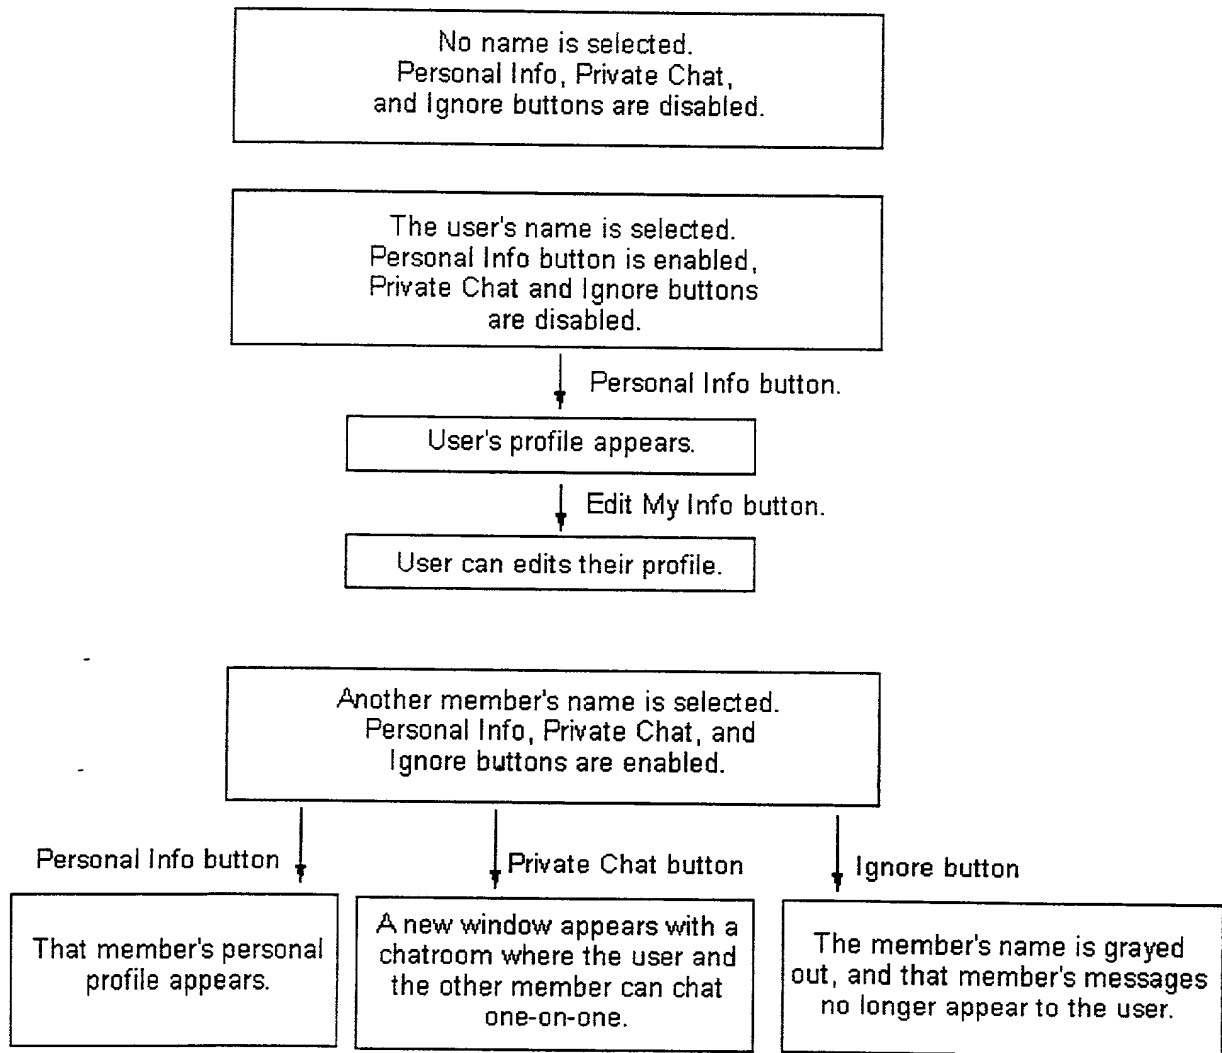 No name is selected.
Personal Info, Private Chat,
and Ignore buttons are disabled.
The user's name is selected.
Personal Info button is enabled,
Private Chat and Ignore buttons
are disabled.
Personal Info button.
User's profile appears.
Edit My Info button.
User can edits their profile.
Another member's name is selected.
Personal Info, Private Chat, and
Ignore buttons are enabled.
Personal Info button
Private Chat button
Ignore button
That member's personal
profile appears.
A new window appears with a
chatroom where the user and
the other member can chat
one-on-one.
The member's name is grayed
out, and that member's messages
no longer appear to the user.